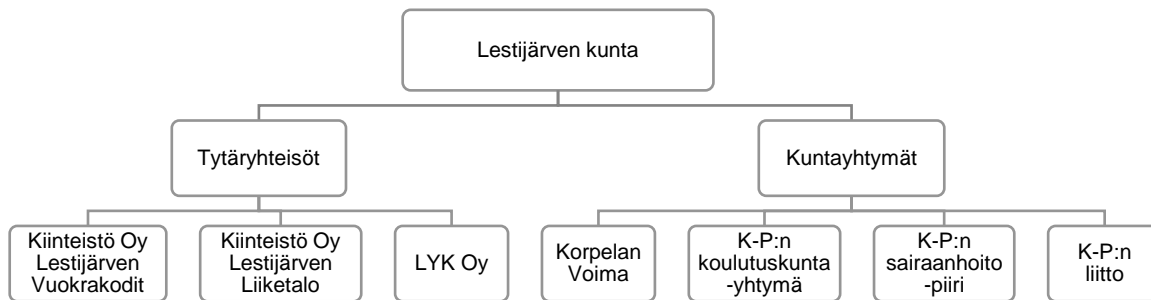 Lestijärven kunta
Tytäryhteisöt
Kuntayhtymät
Kiinteistö Oy
Lestijärven
Vuokrakodit
Kiinteistö Oy
Lestijärven
Liiketalo
LYK Oy
Korpelan
Voima
K-P:n
koulutuskunta
-yhtymä
K-P:n
sairaanhoito
-piiri
K-P:n
liitto